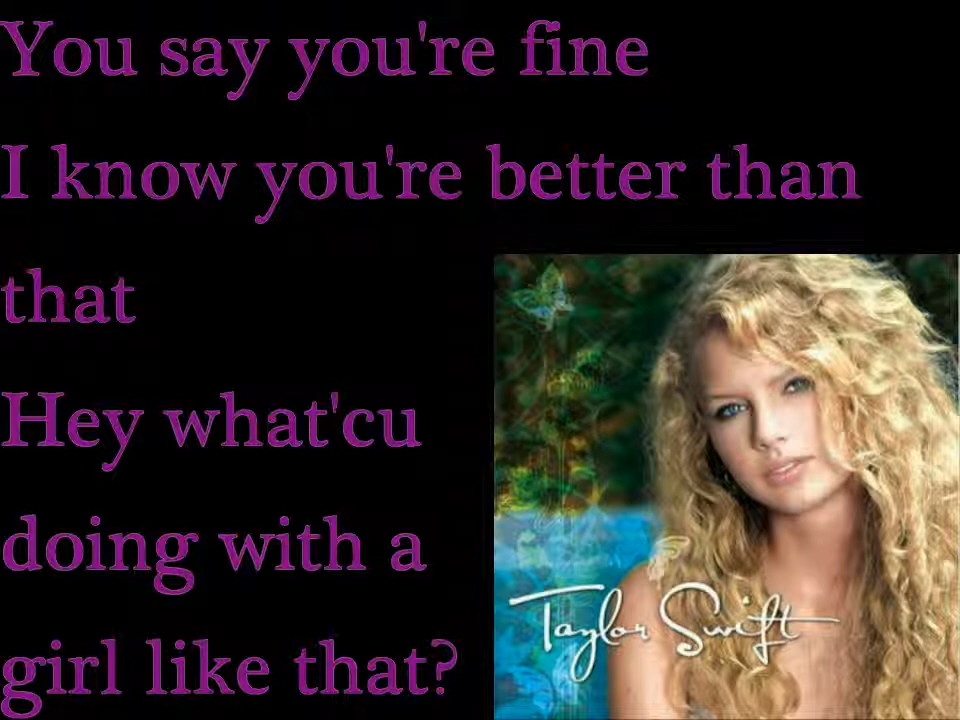 You say you're fine
I know you're better than
that
Hey what'cu
doing with a
girl like that?
Taylor Swift